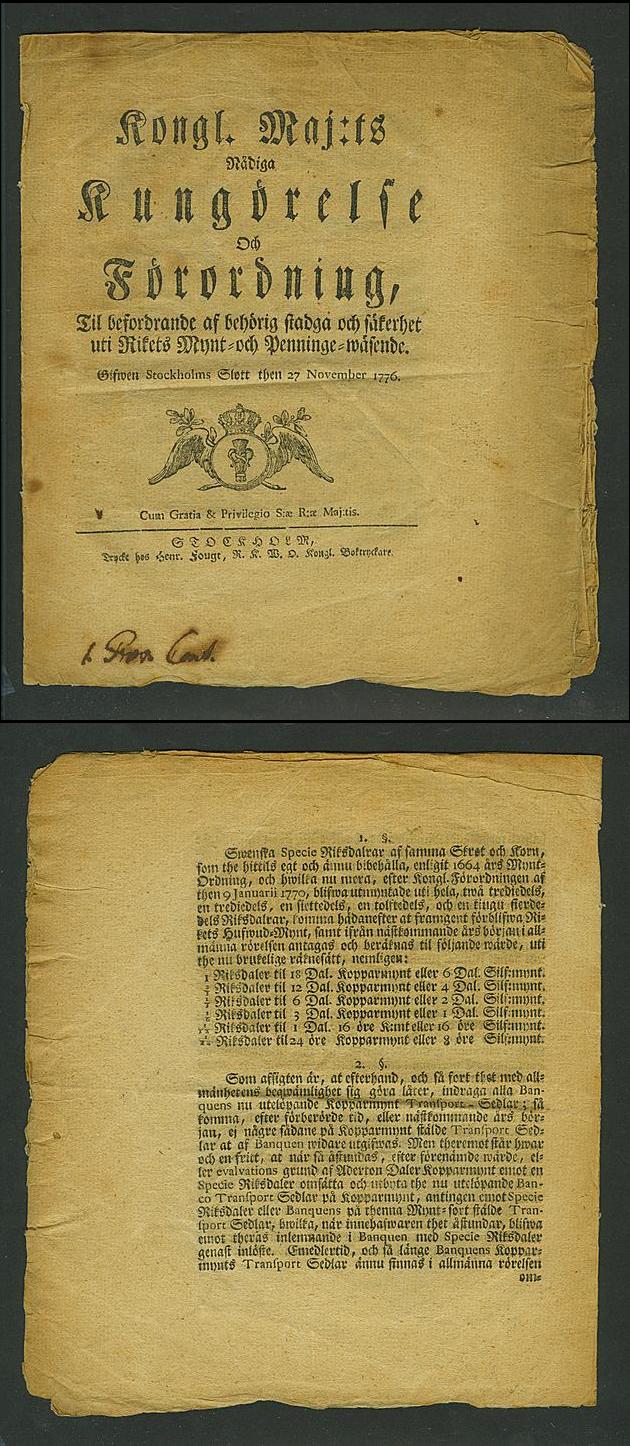 Kongl. Maj:ts
Nådiga
Kungörelse
Och
Förordning,
Til befordrande af behörig stadga och säkerhet
uti Rikets Mynt-och Penninge-wäsende.
Gifwen Stockholms Slott then 27 November 1776.
Cum Gratia & Privilegio S:æ R:æ Maj:tis.
STOCKHOLM,
Tryckt hos Henr. Fougt, R. K. W. O. Kongl. Boktryckare.
1. §.
Swenska Specie Riksdalrar af samma Skrot och Korn,
som the hittils egt och ännu bibehålla, enligit 1664 års Mynt-
Ordning, och hwilka nu mera, efter Kongl. Förordningen af
then 9 Januarii 1770, blifwa utmyntade uti hela, twå trediedels,
en trediedels, en siettedels, en tolftedels, och en tiugu fierde-
dels Riksdalrar, komma hädanefter at framgent förblifwa Ri-
kets Hufwud-Mynt, samt ifrån nästkommande års början i all-
männa rörelsen antagas och beräknas til följande wärde, uti
the nu brukelige räknesätt, nemligen:
1 Riksdaler til 18 Dal. Kopparmynt eller 6 Dal. Silf:mynt.
Riksdaler til 12 Dal. Kopparmynt eller 4 Dal. Silf:mynt.
Riksdaler til 6 Dal. Kopparmynt eller 2 Dal. Silf:mynt.
Riksdaler til 3 Dal. Kopparmynt eller 1 Dal. Silf:mynt.
Riksdaler til 1 Dal. 16 öre K:mt eller 16 öre Silf:mynt.
Riksdaler til 24 öre Kopparmynt eller 8 öre Silf:mynt.
2. §.
Som afsigten är, at efterhand, och så fort thet med all-
mänhetens beqwämlighet sig göra låter, indraga alla Ban-
quens nu utelöpande Kopparmynt Transport-Sedlar; så
komma, efter förberörde tid, eller nästkommande års bör-
jan, ej någre sådane på Kopparmynt stälde Transport Sed-
lar at af Banquen widare utgifwas. Men theremot står hwar
och en fritt, at när så åstundas, efter förenämde wärde, el-
ler evalvations grund af Aderton Daler Kopparmynt emot en
Specie Riksdaler omsätta och utbyta the nu utelöpande Ban-
co Transport Sedlar på Kopparmynt, antingen emot Specie
Riksdaler eller Banquens på thenna Mynt-sort stälde Tran-
sport Sedlar, hwilka, när innehafwaren thet åstundar, blifwa
emot theras inlemnande i Banquen med Specie Riksdaler
genast inlöste. Emedlertid, och så länge Banquens Koppar-
mynts Transport Sedlar ännu finnas i allmänna rörelsen
om-